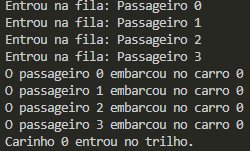 Entrou na fila: Passageiro 0
Entrou na fila: Passageiro 1
Entrou na fila: Passageiro 2
Entrou na fila: Passageiro 3
O passageiro 0 embarcou no carro 0
O passageiro 1 embarcou no carro 0
O passageiro 2 embarcou no carro 0
O passageiro 3 embarcou no carro 0
Carinho 0 entrou no trilho.